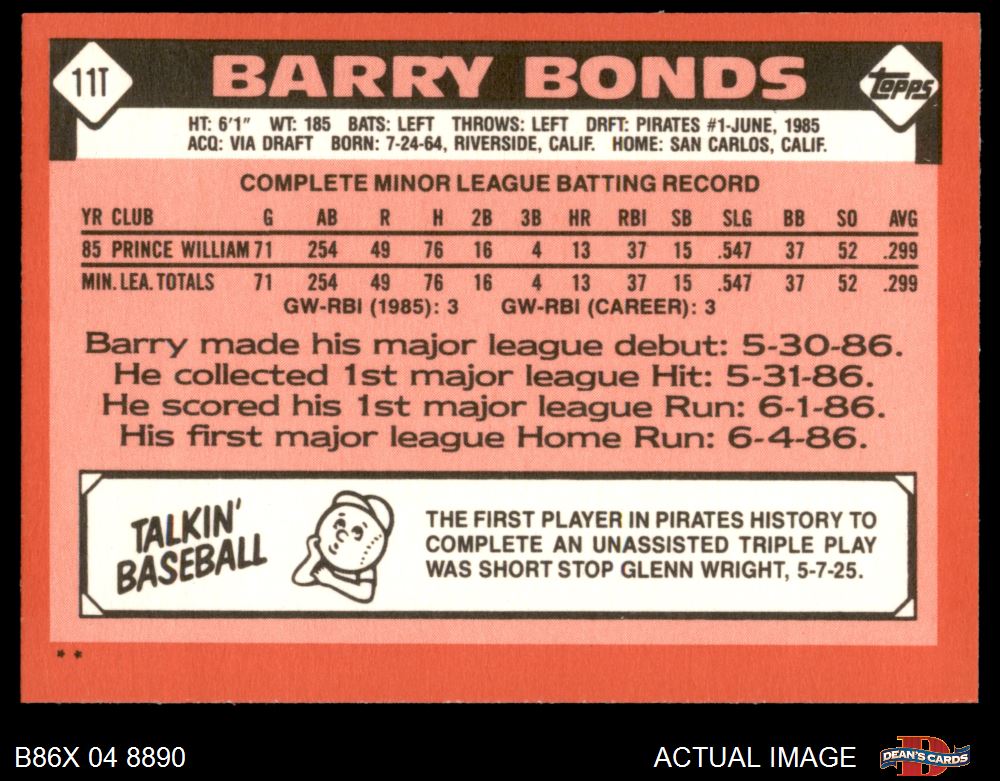 11T BARRY BONDS topps
HT: 6'1" WT: 185 BATS: LEFT THROWS: LEFT DRFT: PIRATES #1-JUNE, 1985
ACQ: VIA DRAFT BORN: 7-24-64, RIVERSIDE, CALIF. HOME: SAN CARLOS, CALIF.
COMPLETE MINOR LEAGUE BATTING RECORD
YR CLUB G AB R H 2B 3B HR RBI SB SLG BB SO AVG
85 PRINCE WILLIAM 71 254 49 76 16 4 13 37 15 .547 37 52 .299
MIN. LEA. TOTALS 71 254 49 76 16 4 13 37 15 .547 37 52 .299
GW-RBI (1985): 3 GW-RBI (CAREER): 3
Barry made his major league debut: 5-30-86.
He collected 1st major league Hit: 5-31-86.
He scored his 1st major league Run: 6-1-86.
His first major league Home Run: 6-4-86.
TALKIN'
BASEBALL
THE FIRST PLAYER IN PIRATES HISTORY TO
COMPLETE AN UNASSISTED TRIPLE PLAY
WAS SHORT STOP GLENN WRIGHT, 5-7-25.
* *
B86X 04 8890 ACTUAL IMAGE D DEAN'S CARDS